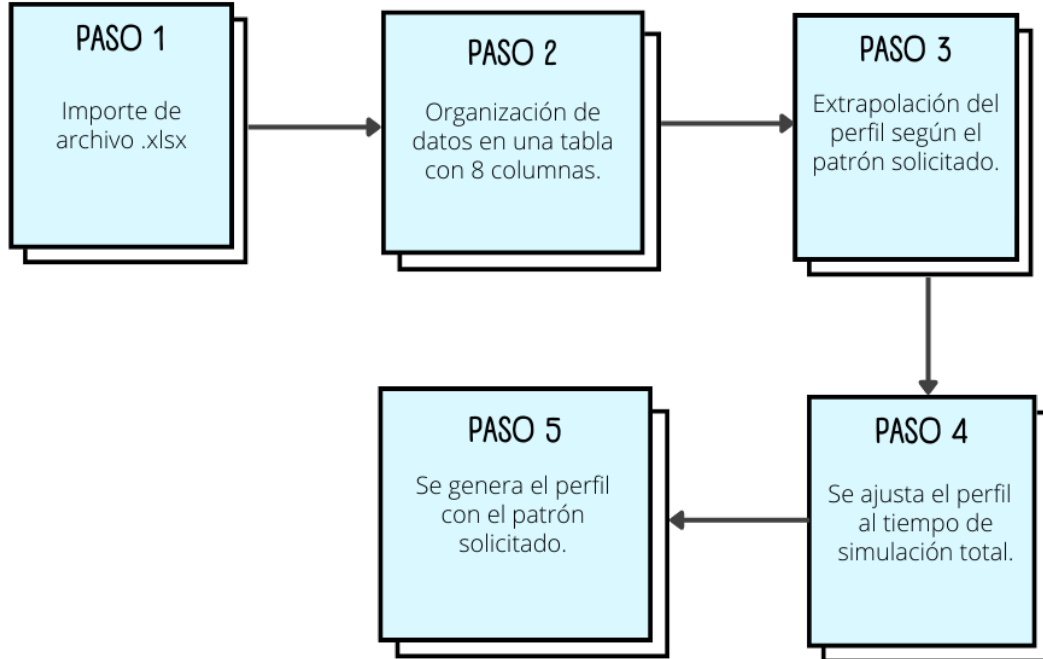 PASO 1
Importe de
archivo .xlsx
PASO 2
Organización de
datos en una tabla
con 8 columnas.
PASO 3
Extrapolación del
perfil según el
patrón solicitado.
PASO 4
Se ajusta el perfil
al tiempo de
simulación total.
PASO 5
Se genera el perfil
con el patrón
solicitado.